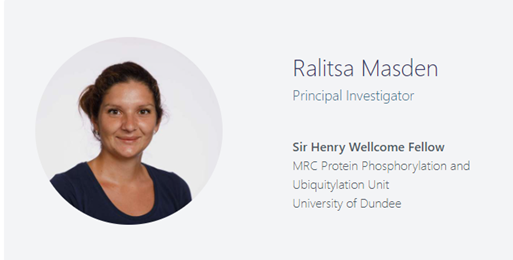 Ralitsa Masden
Principal Investigator
Sir Henry Wellcome Fellow
MRC Protein Phosphorylation and
Ubiquitylation Unit
University of Dundee